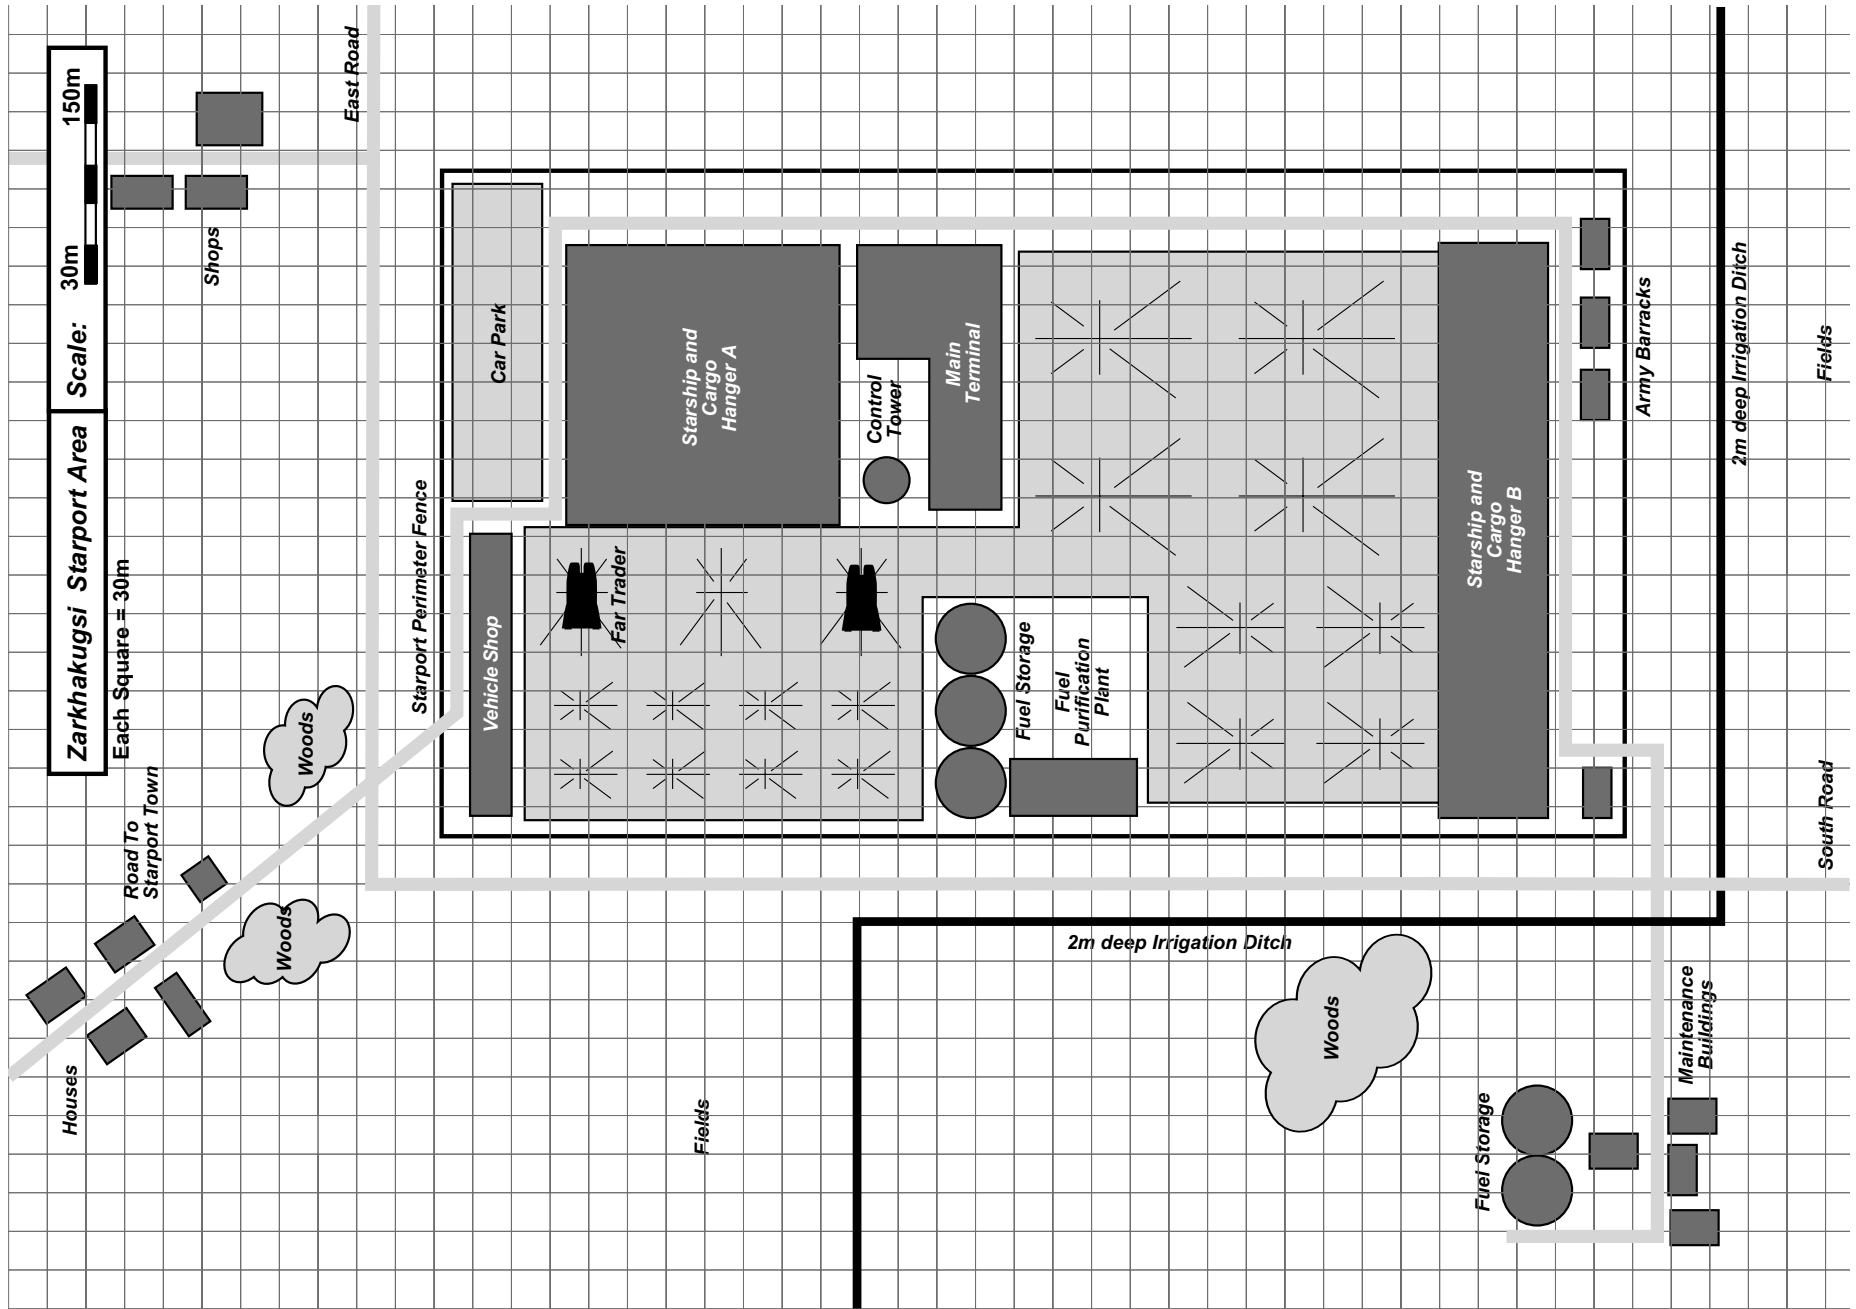 Zarkhakugsi Starport Area
Scale:
30m
150m
Each Square = 30m
Shops
East Road
Road To
Starport Town
Houses
Woods
Woods
Starport Perimeter Fence
Car Park
Vehicle Shop
Starship and
Cargo
Hanger A
Far Trader
Control
Tower
Main
Terminal
Fuel Storage
Fuel
Purification
Plant
Starship and
Cargo
Hanger B
Army Barracks
2m deep Irrigation Ditch
Fields
South Road
2m deep Irrigation Ditch
Woods
Fields
Fuel Storage
Maintenance
Buildings